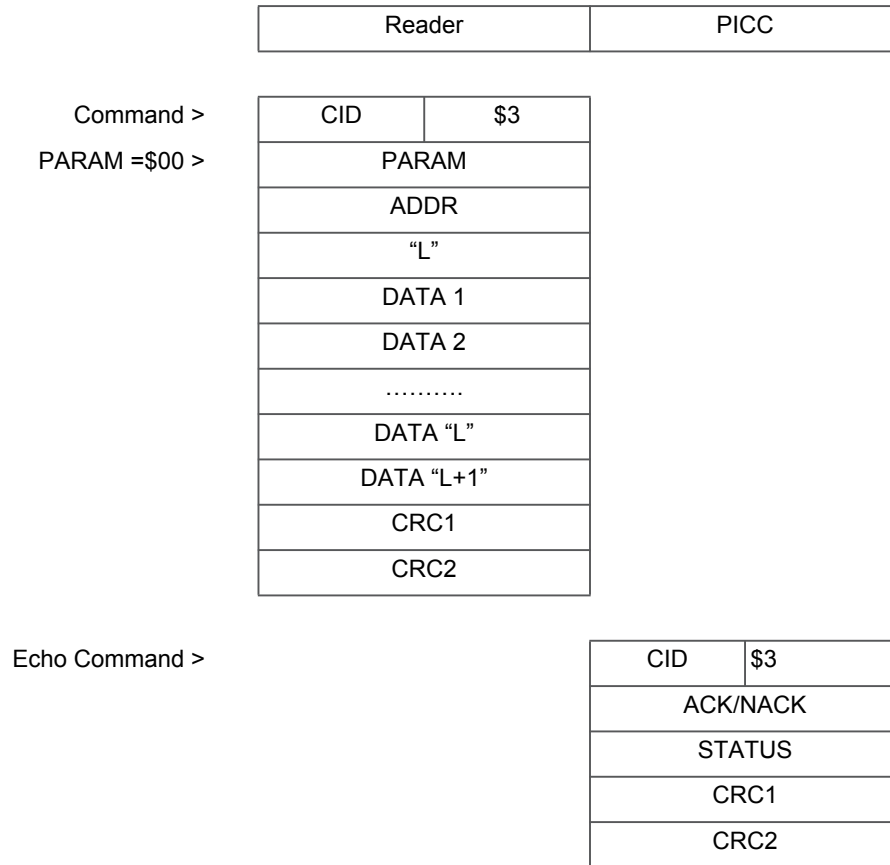 Reader PICC
Command > CID $3
PARAM =$00 > PARAM
ADDR
“L”
DATA 1
DATA 2
……….
DATA “L”
DATA “L+1”
CRC1
CRC2
Echo Command > CID $3
ACK/NACK
STATUS
CRC1
CRC2